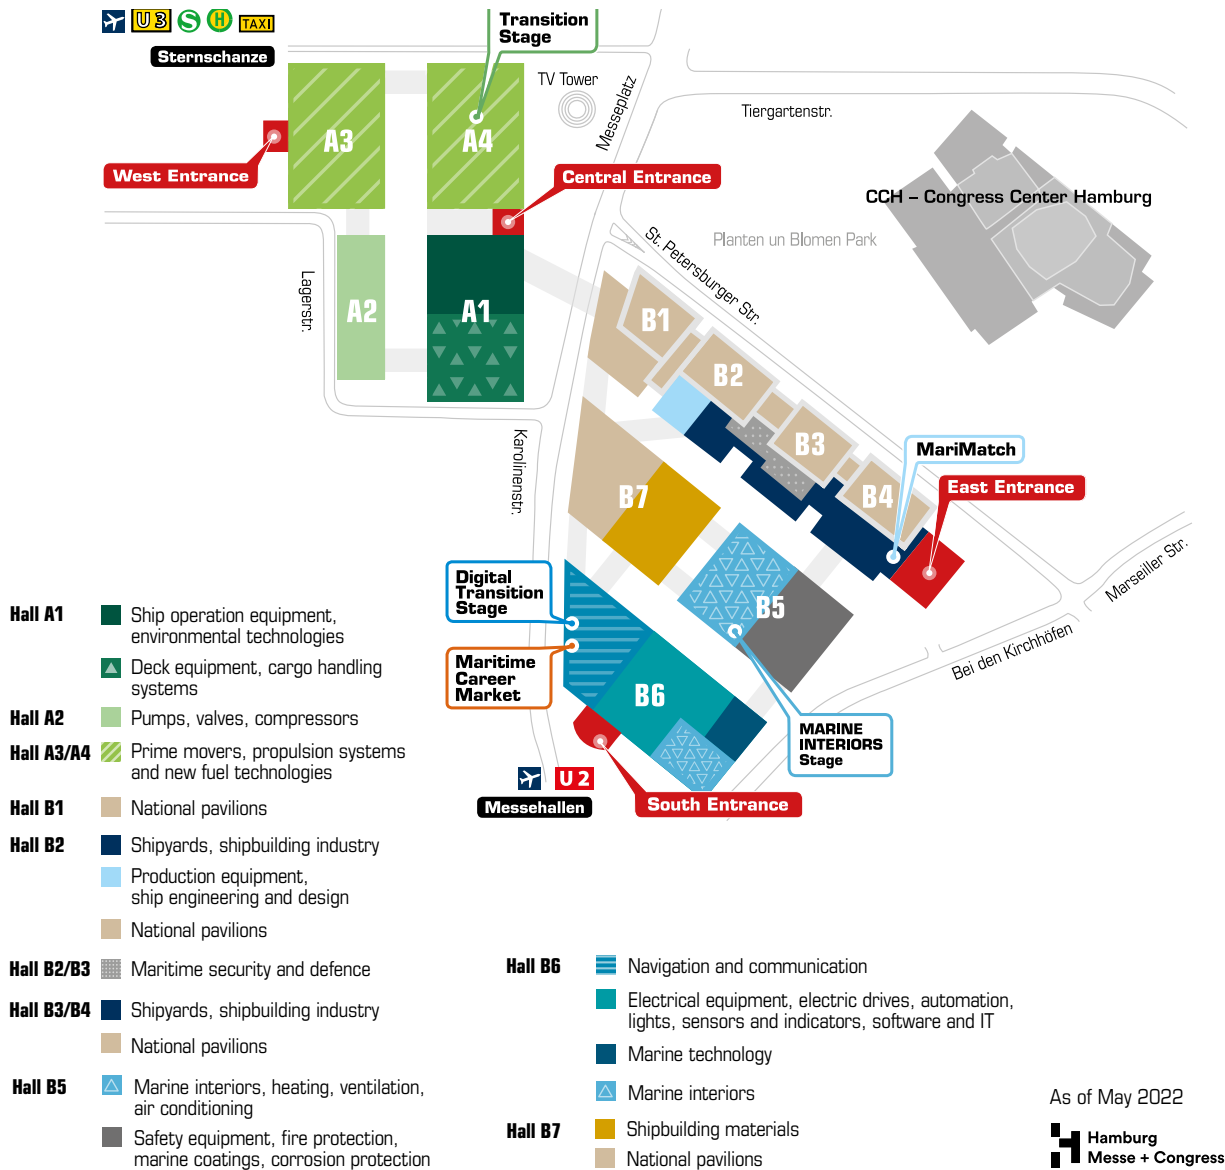 U3 S H TAXI
Sternschanze
Transition
Stage
TV Tower
Messeplatz
Tiergartenstr.
A3
A4
West Entrance
Central Entrance
CCH – Congress Center Hamburg
Planten un Blomen Park
St. Petersburger Str.
Lagerstr.
A2
A1
B1
B2
B3
B4
MariMatch
East Entrance
Karolinenstr.
B7
Marseiller Str.
Bei den Kirchhöfen
Digital
Transition
Stage
B5
Maritime
Career
Market
B6
MARINE
INTERIORS
Stage
U2
Messehallen
South Entrance
Hall A1
Ship operation equipment,
environmental technologies
Deck equipment, cargo handling
systems
Hall A2
Pumps, valves, compressors
Hall A3/A4
Prime movers, propulsion systems
and new fuel technologies
Hall B1
National pavilions
Hall B2
Shipyards, shipbuilding industry
Production equipment,
ship engineering and design
National pavilions
Hall B2/B3
Maritime security and defence
Hall B3/B4
Shipyards, shipbuilding industry
National pavilions
Hall B5
Marine interiors, heating, ventilation,
air conditioning
Safety equipment, fire protection,
marine coatings, corrosion protection
Hall B6
Navigation and communication
Electrical equipment, electric drives, automation,
lights, sensors and indicators, software and IT
Marine technology
Marine interiors
Hall B7
Shipbuilding materials
National pavilions
As of May 2022
Hamburg
Messe + Congress